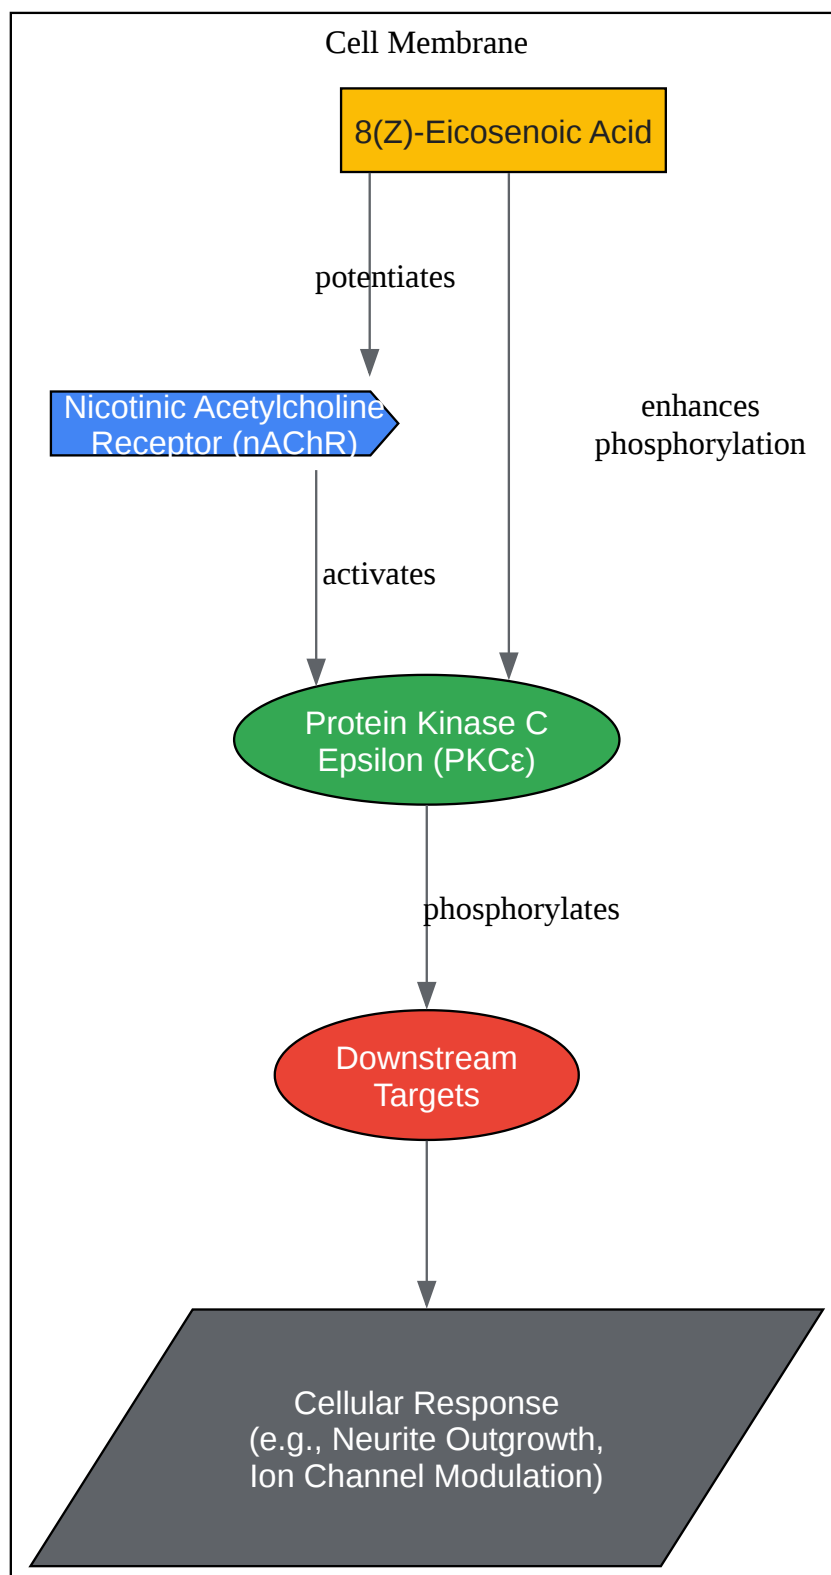 Cell Membrane
8(Z)-Eicosenoic Acid
potentiates
Nicotinic Acetylcholine
Receptor (nAChR)
enhances
phosphorylation
activates
Protein Kinase C
Epsilon (PKCε)
phosphorylates
Downstream
Targets
Cellular Response
(e.g., Neurite Outgrowth,
Ion Channel Modulation)